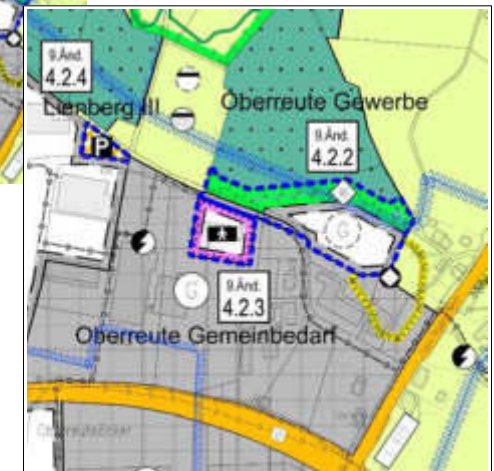 9.Änd.
4.2.4
Lienberg III
Oberreute Gewerbe
9.Änd.
4.2.2
P
G
G
9.Änd.
4.2.3
Oberreute Gemeinbedarf